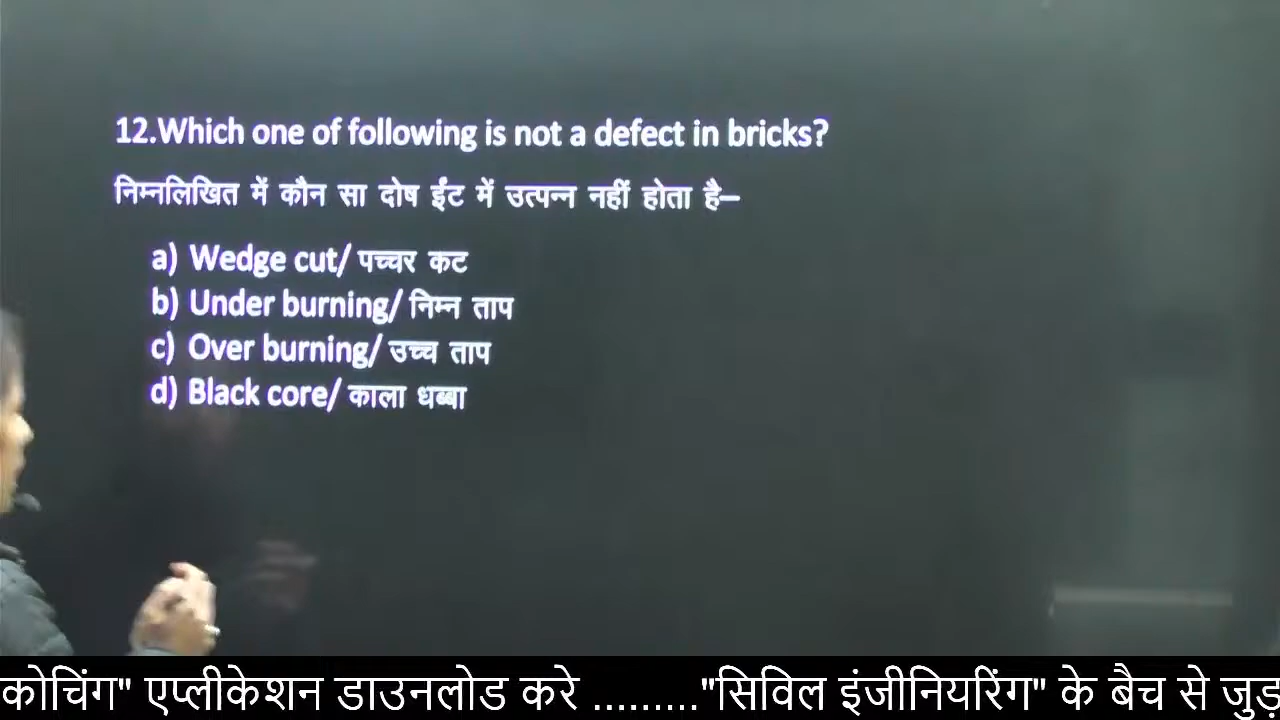 12.Which one of following is not a defect in bricks?
निम्नलिखित में कौन सा दोष ईंट में उत्पन्न नहीं होता है–
a) Wedge cut/ पच्चर कट
b) Under burning/ निम्न ताप
c) Over burning/ उच्च ताप
d) Black core/ काला धब्बा
कोचिंग" एप्लीकेशन डाउनलोड करे ........."सिविल इंजीनियरिंग" के बैच से जुड़